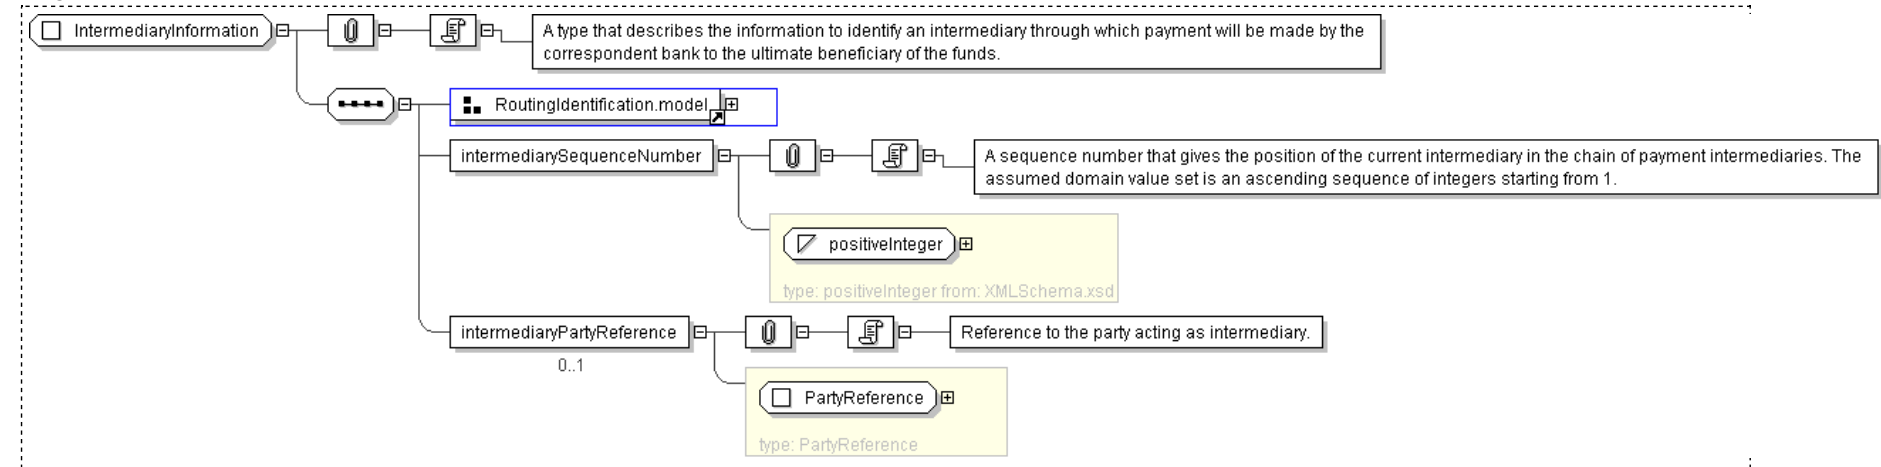 IntermediaryInformation
A type that describes the information to identify an intermediary through which payment will be made by the
correspondent bank to the ultimate beneficiary of the funds.
RoutingIdentification.model
intermediarySequenceNumber
A sequence number that gives the position of the current intermediary in the chain of payment intermediaries. The
assumed domain value set is an ascending sequence of integers starting from 1.
positiveInteger
type: positiveInteger from: XMLSchema.xsd
intermediaryPartyReference
Reference to the party acting as intermediary.
0..1
PartyReference
type: PartyReference